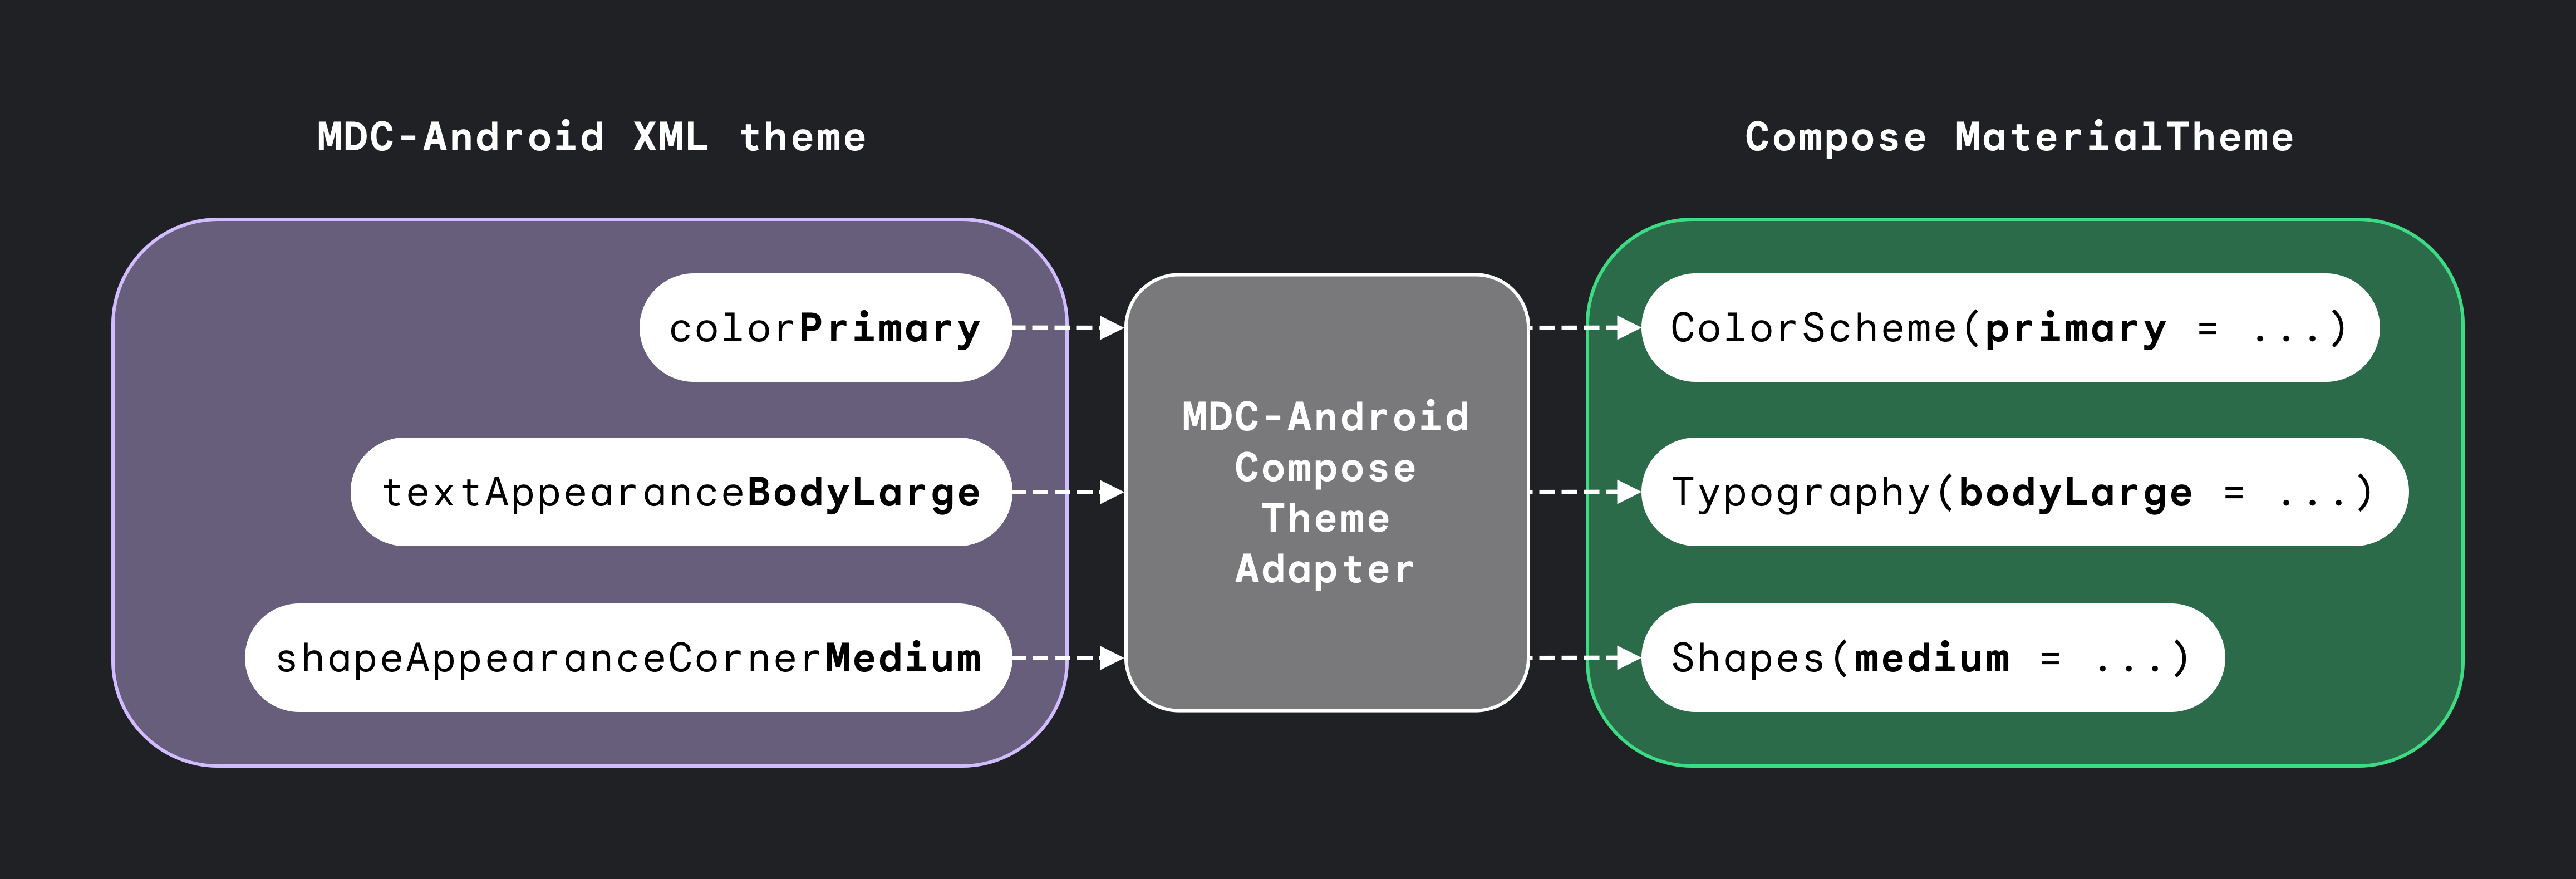 MDC-Android XML theme
colorPrimary
textAppearanceBodyLarge
shapeAppearanceCornerMedium
MDC-Android
Compose
Theme
Adapter
Compose MaterialTheme
ColorScheme(primary = ...)
Typography(bodyLarge = ...)
Shapes(medium = ...)